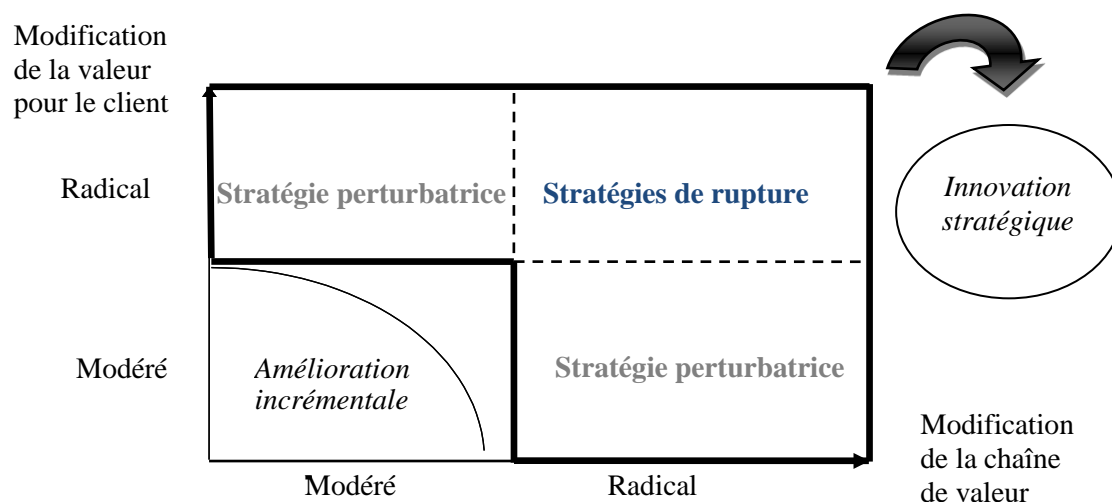 Modification
de la valeur
pour le client
Radical
Stratégie perturbatrice
Stratégies de rupture
Innovation
stratégique
Modéré
Amélioration
incrémentale
Stratégie perturbatrice
Modéré
Radical
Modification
de la chaîne
de valeur